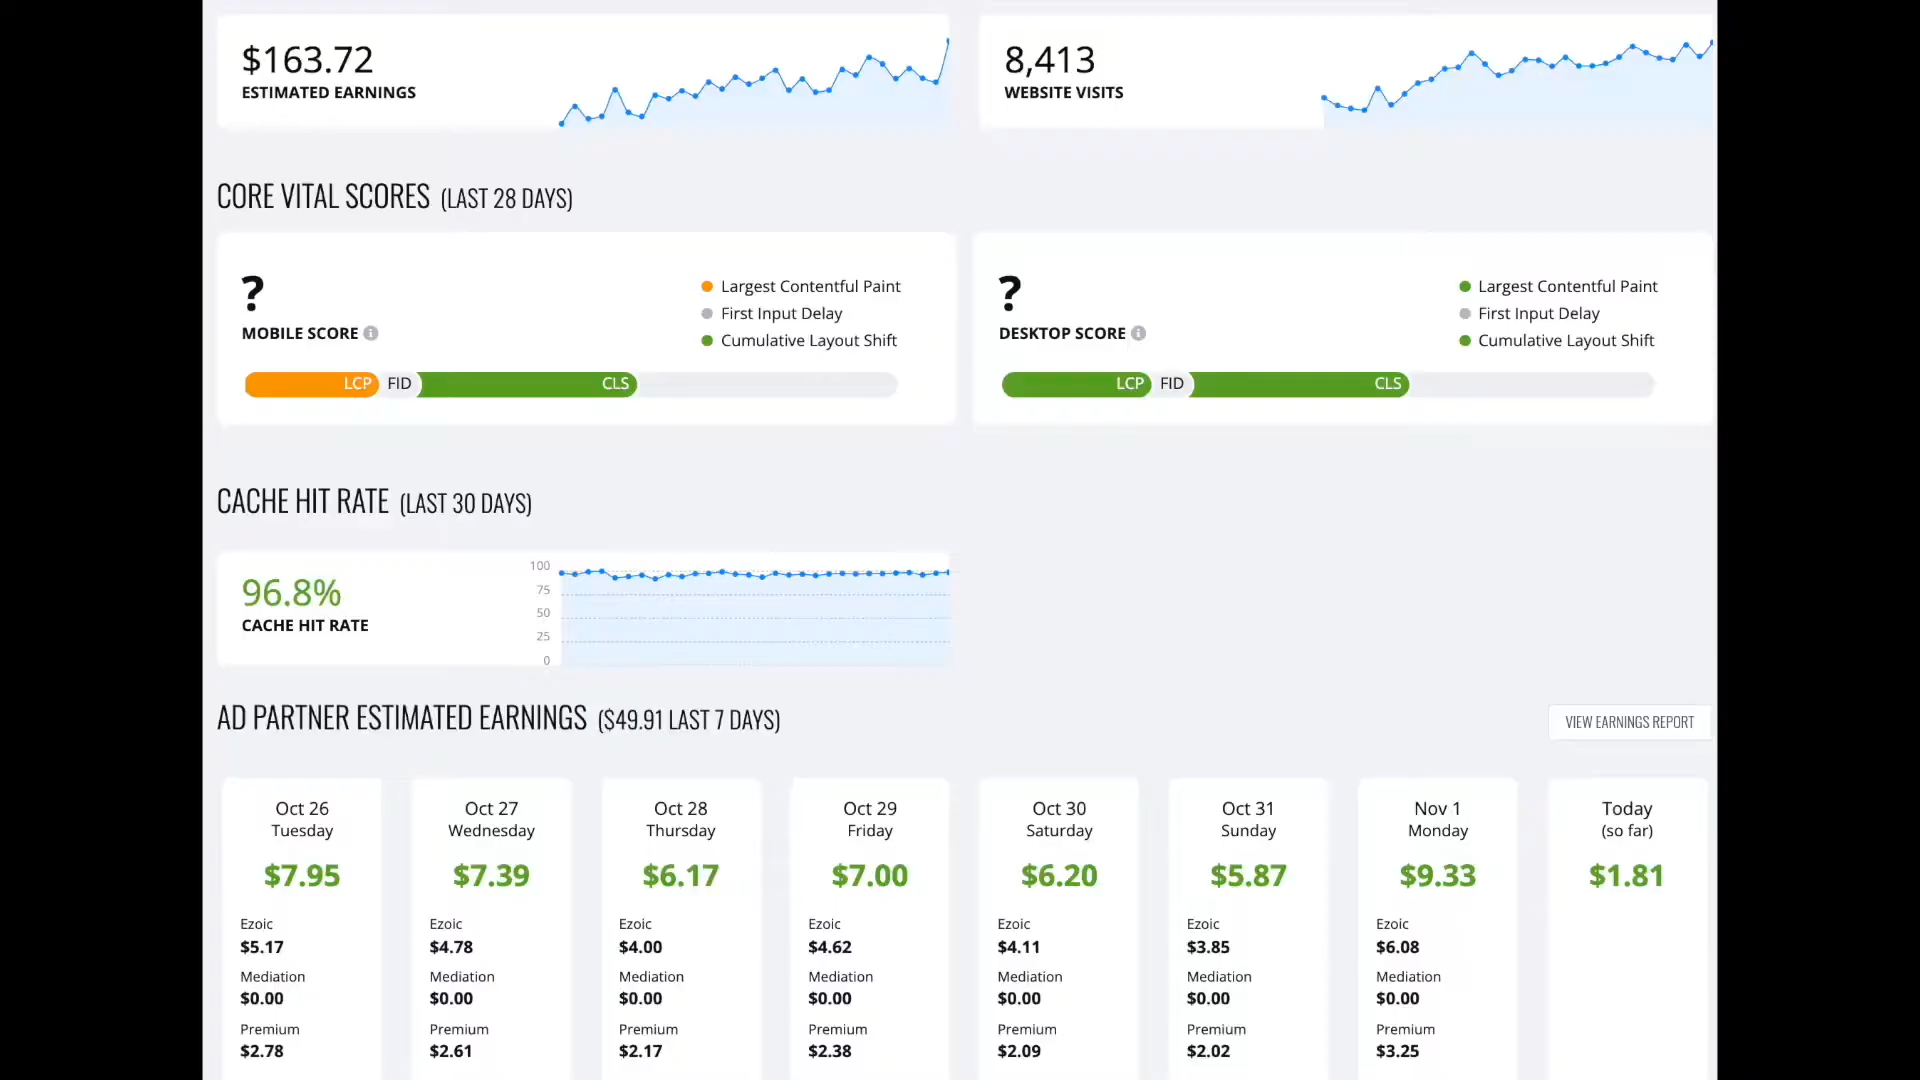 $163.72
ESTIMATED EARNINGS
8,413
WEBSITE VISITS
CORE VITAL SCORES (LAST 28 DAYS)
?
MOBILE SCORE
Largest Contentful Paint
First Input Delay
Cumulative Layout Shift
LCP FID CLS
?
DESKTOP SCORE
Largest Contentful Paint
First Input Delay
Cumulative Layout Shift
LCP FID CLS
CACHE HIT RATE (LAST 30 DAYS)
96.8%
CACHE HIT RATE
100
75
50
25
0
AD PARTNER ESTIMATED EARNINGS ($49.91 LAST 7 DAYS)
VIEW EARNINGS REPORT
Oct 26
Tuesday
$7.95
Ezoic
$5.17
Mediation
$0.00
Premium
$2.78
Oct 27
Wednesday
$7.39
Ezoic
$4.78
Mediation
$0.00
Premium
$2.61
Oct 28
Thursday
$6.17
Ezoic
$4.00
Mediation
$0.00
Premium
$2.17
Oct 29
Friday
$7.00
Ezoic
$4.62
Mediation
$0.00
Premium
$2.38
Oct 30
Saturday
$6.20
Ezoic
$4.11
Mediation
$0.00
Premium
$2.09
Oct 31
Sunday
$5.87
Ezoic
$3.85
Mediation
$0.00
Premium
$2.02
Nov 1
Monday
$9.33
Ezoic
$6.08
Mediation
$0.00
Premium
$3.25
Today
(so far)
$1.81